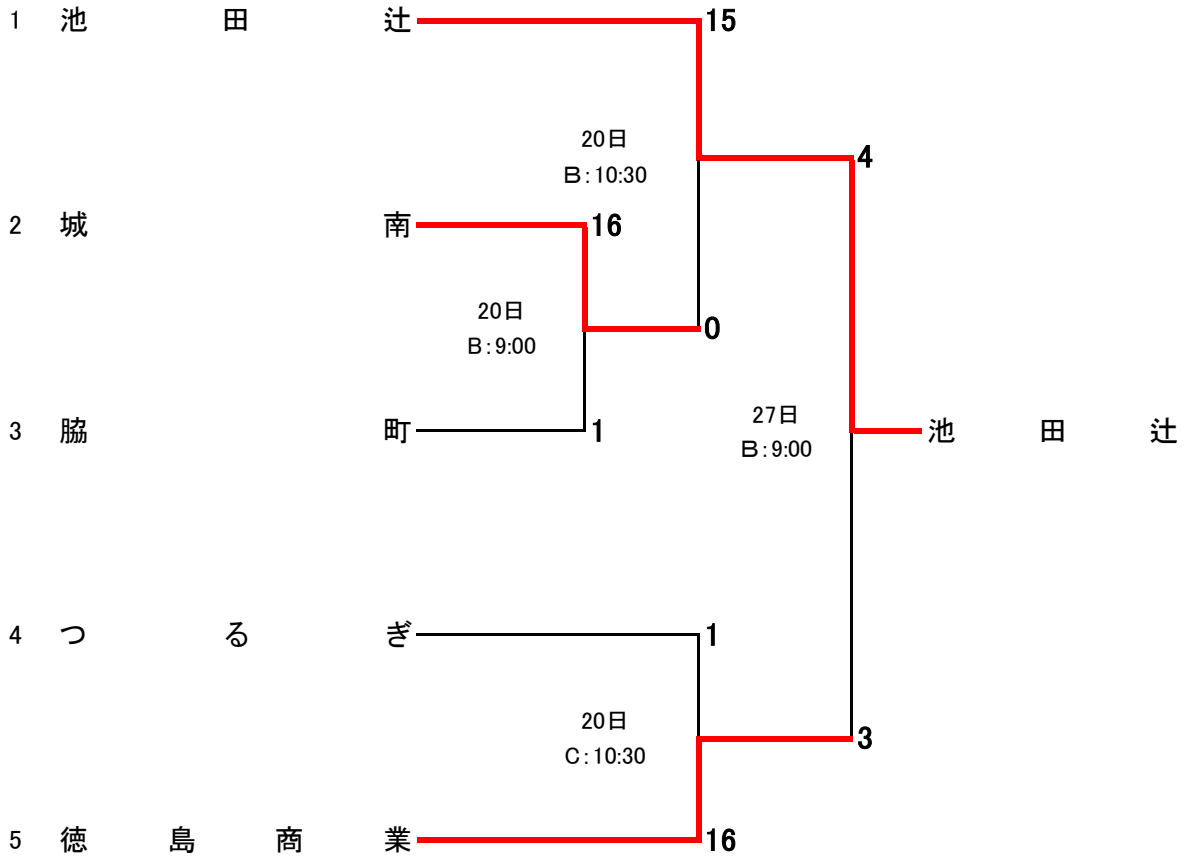 1 池田辻 15
20日
B:10:30
4
2 城南 16
20日
B:9:00
0
3 脇町 1
27日
B:9:00
池田辻
4 つるぎ 1
20日
C:10:30
3
5 徳島商業 16